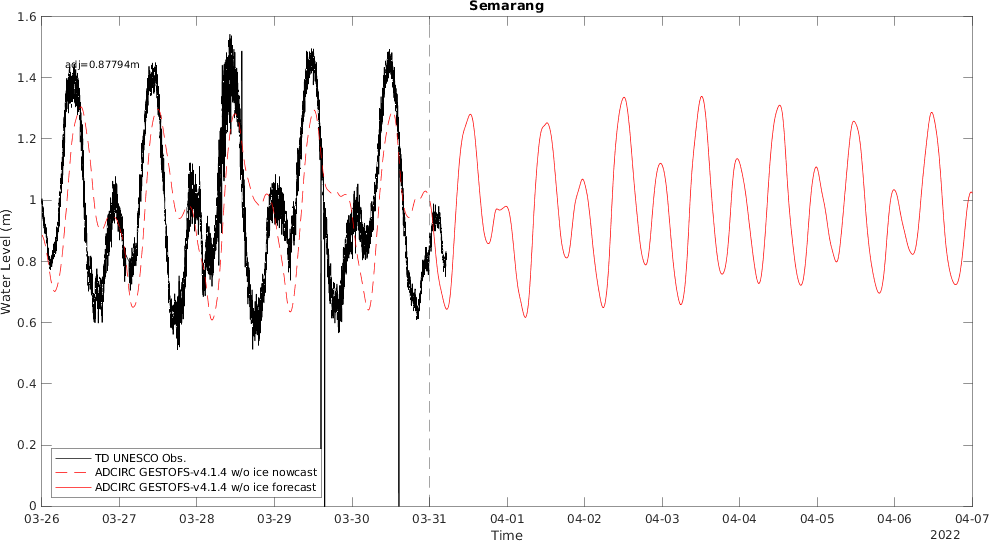 Semarang
1.6
1.4
1.2
1
0.8
0.6
0.4
0.2
0
Water Level (m)
adj=0.87794m
TD UNESCO Obs.
ADCIRC GESTOFS-v4.1.4 w/o ice nowcast
ADCIRC GESTOFS-v4.1.4 w/o ice forecast
03-26 03-27 03-28 03-29 03-30 03-31 04-01 04-02 04-03 04-04 04-05 04-06 04-07
Time
2022